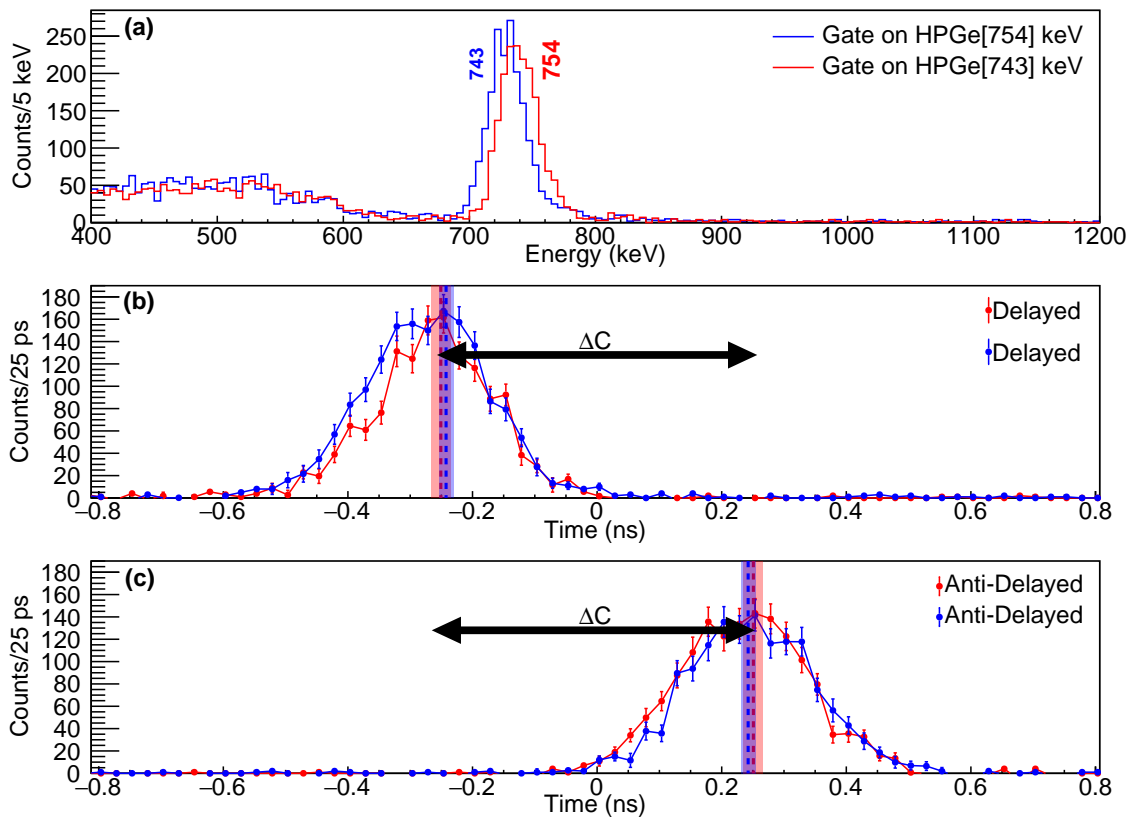 (a)
Counts/5 keV
250
200
150
100
50
0
743
754
Gate on HPGe[754] keV
Gate on HPGe[743] keV
400 500 600 700 800 900 1000 1100 1200
Energy (keV)
(b)
Counts/25 ps
180
160
140
120
100
80
60
40
20
0
ΔC
Delayed
Delayed
−0.8 −0.6 −0.4 −0.2 0 0.2 0.4 0.6 0.8
Time (ns)
(c)
Counts/25 ps
180
160
140
120
100
80
60
40
20
0
ΔC
Anti-Delayed
Anti-Delayed
−0.8 −0.6 −0.4 −0.2 0 0.2 0.4 0.6 0.8
Time (ns)